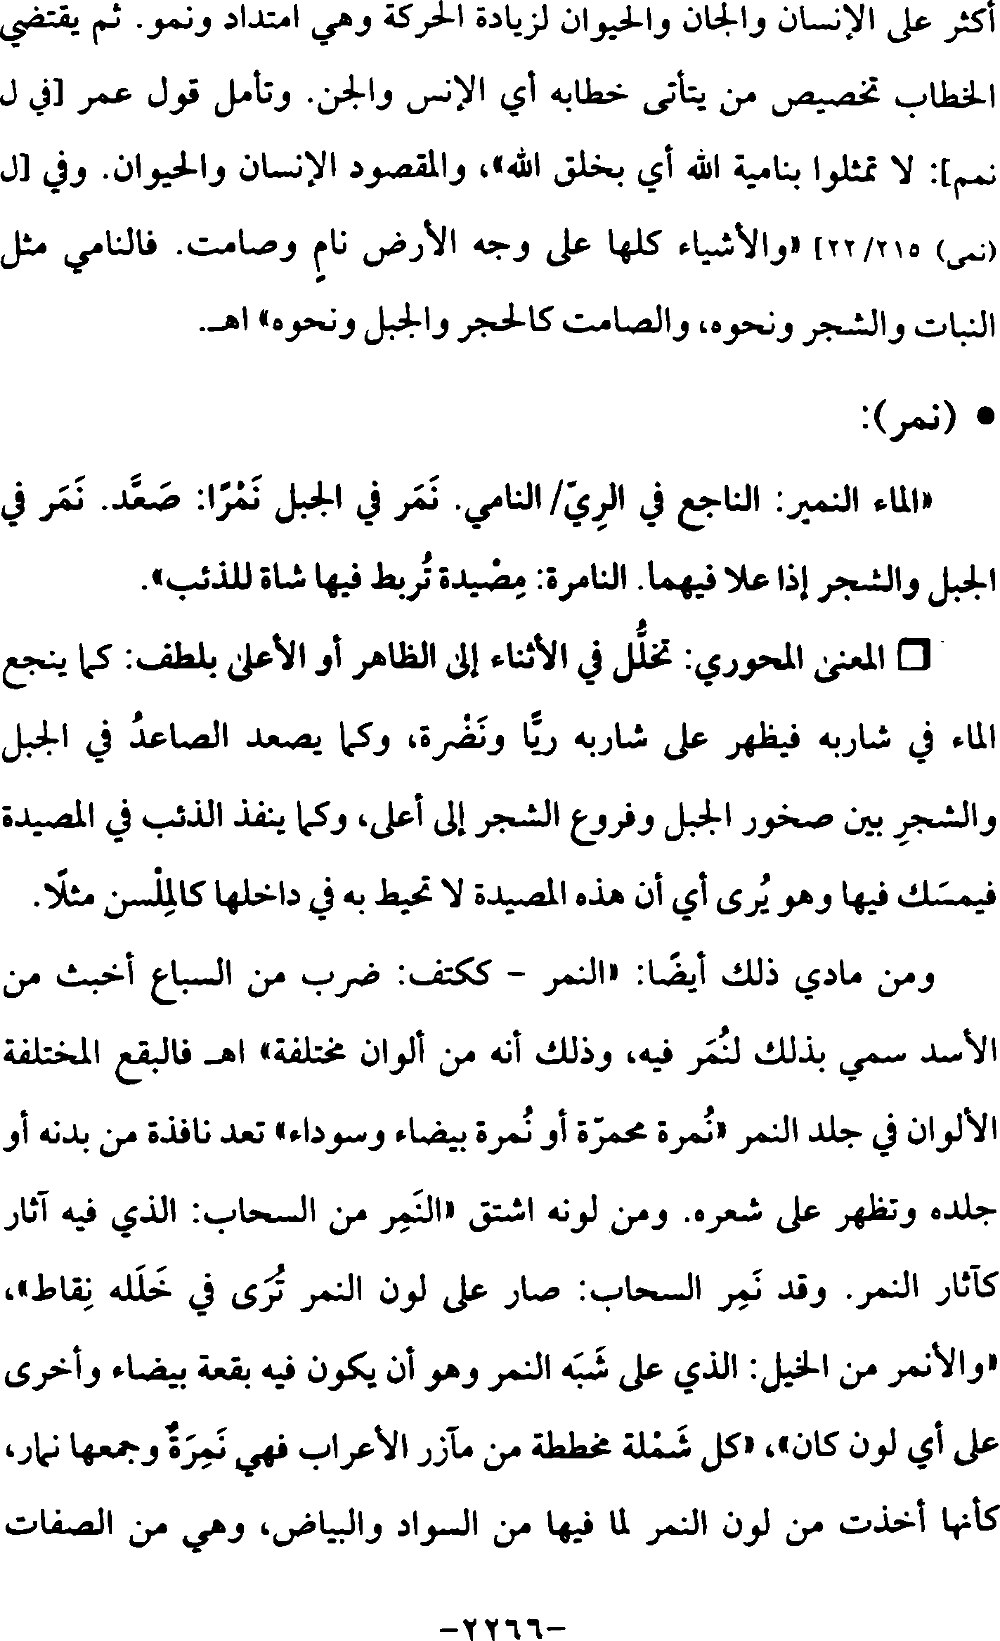 أكثر على الإنسان والجان والحيوان لزيادة الحركة وهي امتداد ونمو. ثم يقتضي
الخطاب تخصيص من يتأتى خطابه أي الإنس والجن. وتأمل قول عمر [في ل
نمم]: لا تمثلوا بنامية الله أي بخلق الله»، والمقصود الإنسان والحيوان. وفي [ل
(نمى) ٢١٥/ ٢٢] «والأشياء كلها على وجه الأرض نامٍ وصامت. فالنامي مثل
النبات والشجر ونحوه، والصامت كالحجر والجبل ونحوه» اهـ.
• (نمر):
«الماء النمير: الناجع في الرِيّ/ النامي. نَمَر في الجبل نَمْرًا: صَعَّد. نَمَر في
الجبل والشجر إذا علا فيهما. النامرة: مِصْيدة تُربط فيها شاة للذئب».
□ المعنى المحوري: تخلُّل في الأثناء إلى الظاهر أو الأعلى بلطف: كما ينجع
الماء في شاربه فيظهر على شاربه ريًّا ونَضْرة، وكما يصعد الصاعدُ في الجبل
والشجرِ بين صخور الجبل وفروع الشجر إلى أعلى، وكما ينفذ الذئب في المصيدة
فيمسَك فيها وهو يُرى أي أن هذه المصيدة لا تحيط به في داخلها كالمِلْسن مثلًا.
ومن مادي ذلك أيضًا: «النمر - ككتف: ضرب من السباع أخبث من
الأسد سمي بذلك لنُمَر فيه، وذلك أنه من ألوان مختلفة» اهـ فالبقع المختلفة
الألوان في جلد النمر «نُمرة محمرّة أو نُمرة بيضاء وسوداء» تعد نافذة من بدنه أو
جلده وتظهر على شعره. ومن لونه اشتق «النَمِر من السحاب: الذي فيه آثار
كآثار النمر. وقد نَمِر السحاب: صار على لون النمر تُرَى في خَلَله نِقاط»،
«والأنمر من الخيل: الذي على شَبَه النمر وهو أن يكون فيه بقعة بيضاء وأخرى
على أي لون كان»، «كل شَمْلة مخططة من مآزر الأعراب فهي نَمِرَةٌ وجمعها نمار،
كأنها أخذت من لون النمر لما فيها من السواد والبياض، وهي من الصفات
-٢٢٦٦-